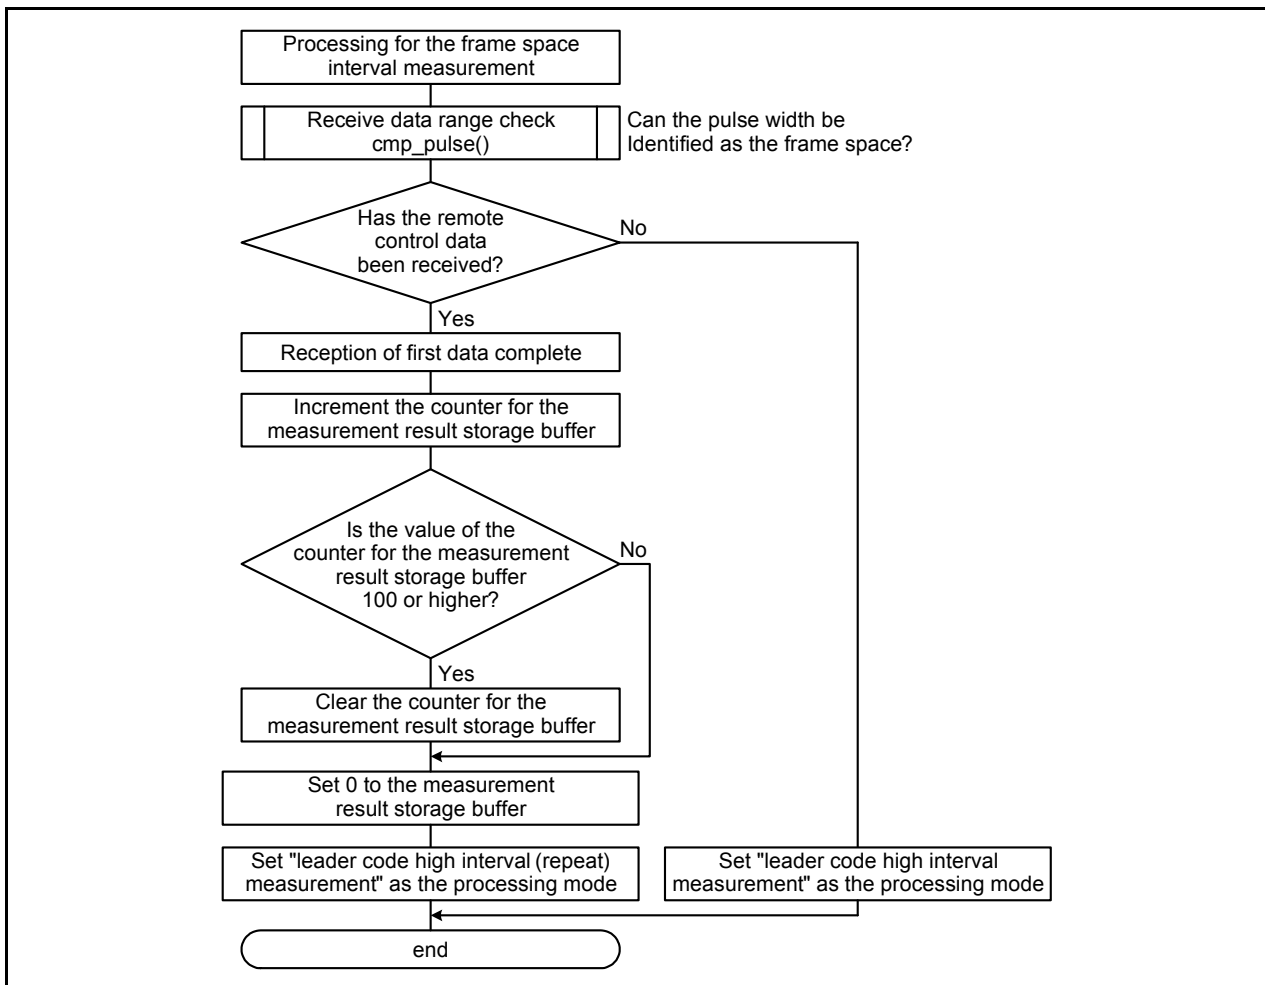 Processing for the frame space
interval measurement
Receive data range check
cmp_pulse()
Can the pulse width be
Identified as the frame space?
Has the remote
control data
been received?
No
Yes
Reception of first data complete
Increment the counter for the
measurement result storage buffer
Is the value of the
counter for the measurement
result storage buffer
100 or higher?
No
Yes
Clear the counter for the
measurement result storage buffer
Set 0 to the measurement
result storage buffer
Set "leader code high interval (repeat)
measurement" as the processing mode
Set "leader code high interval
measurement" as the processing mode
end